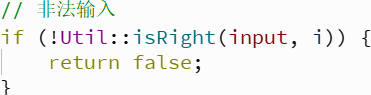 // 非法输入
if (!Util::isRight(input, i)) {
    return false;
}